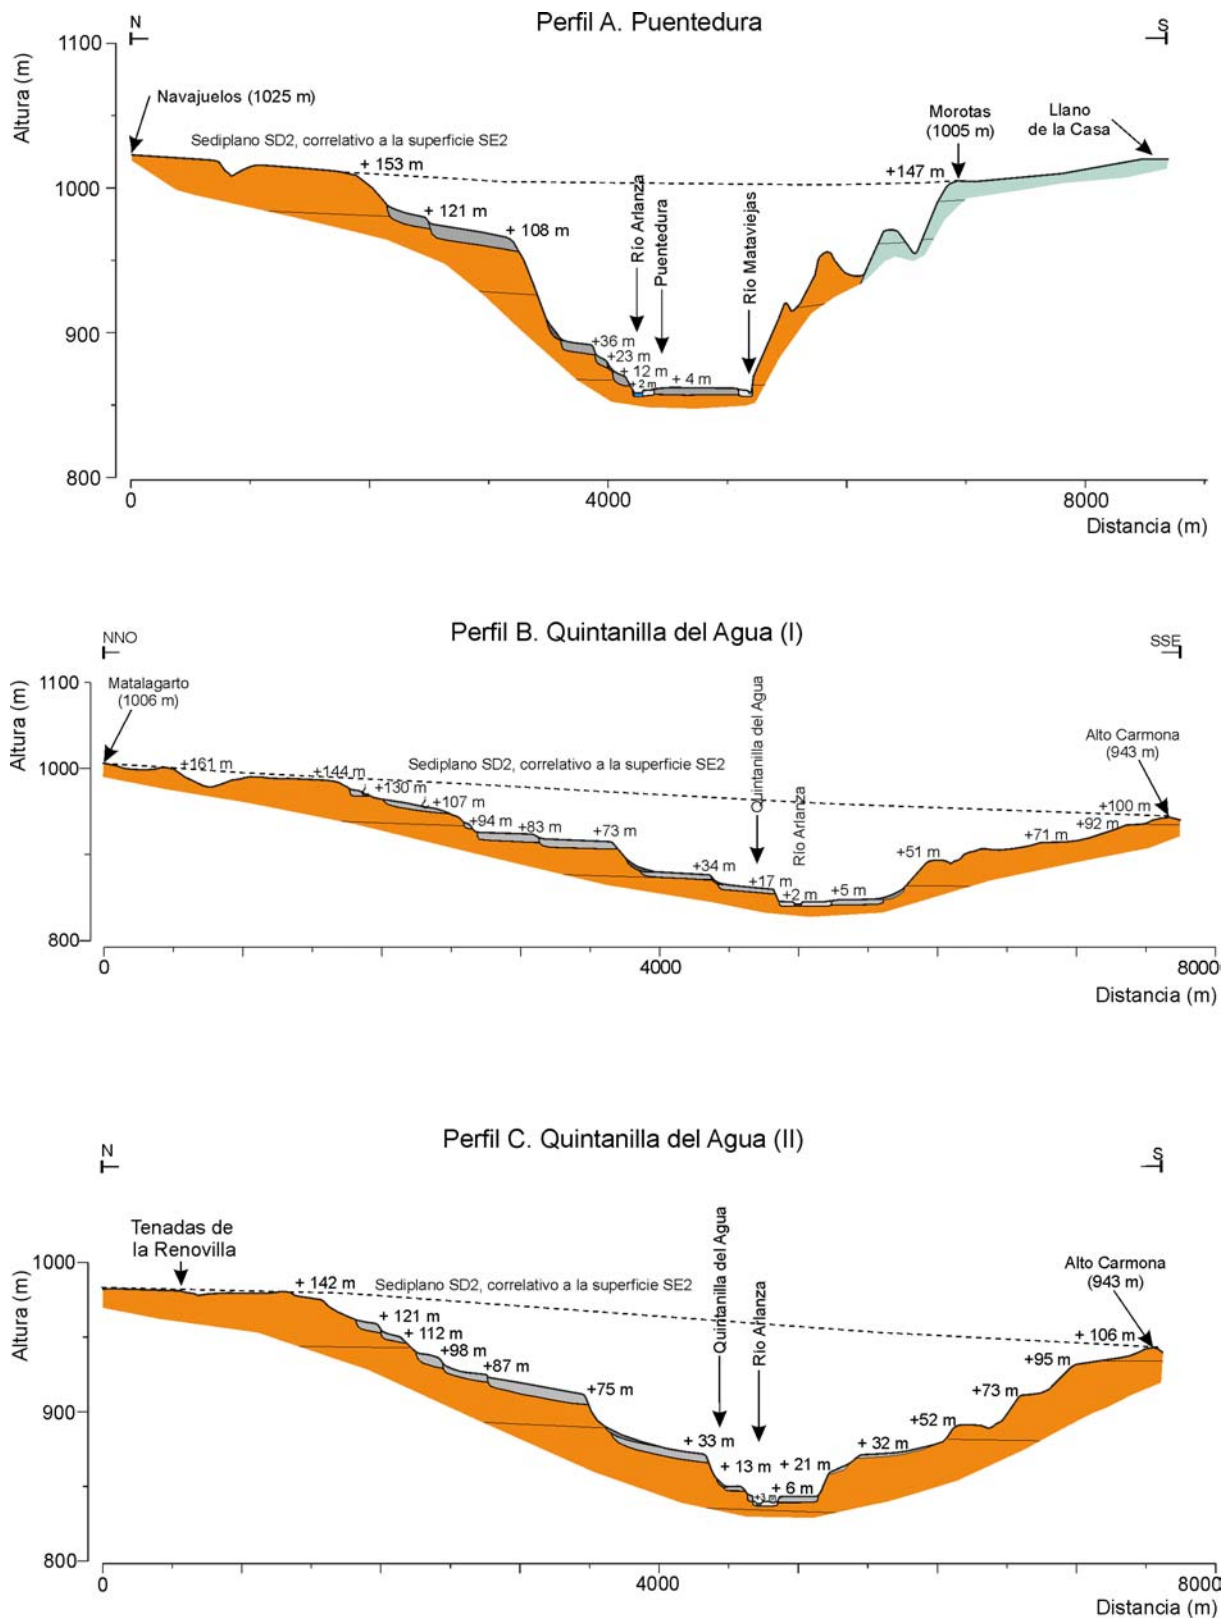 Perfil A. Puentedura
N
S
Altura (m)
1100
1000
900
800
Navajuelos (1025 m)
Sediplano SD2, correlativo a la superficie SE2
+ 153 m
+ 121 m
+ 108 m
+36 m
+23 m
+ 12 m
+ 2 m
+ 4 m
Río Arlanza
Puentedura
Río Mataviejas
+147 m
Morotas
(1005 m)
Llano
de la Casa
0
4000
8000
Distancia (m)
Perfil B. Quintanilla del Agua (I)
NNO
SSE
Altura (m)
1100
1000
900
800
Matalagarto
(1006 m)
+161 m
+144 m
Sediplano SD2, correlativo a la superficie SE2
+130 m
+107 m
+94 m
+83 m
+73 m
+34 m
+17 m
+2 m
+5 m
Quintanilla del Agua
Río Arlanza
+51 m
+71 m
+92 m
+100 m
Alto Carmona
(943 m)
0
4000
8000
Distancia (m)
Perfil C. Quintanilla del Agua (II)
N
S
Altura (m)
1000
900
800
Tenadas de
la Renovilla
+ 142 m
Sediplano SD2, correlativo a la superficie SE2
+ 121 m
+ 112 m
+98 m
+87 m
+75 m
+ 33 m
+ 13 m
+3 m
+ 6 m
+ 21 m
Quintanilla del Agua
Río Arlanza
+ 32 m
+52 m
+73 m
+95 m
+ 106 m
Alto Carmona
(943 m)
0
4000
8000
Distancia (m)